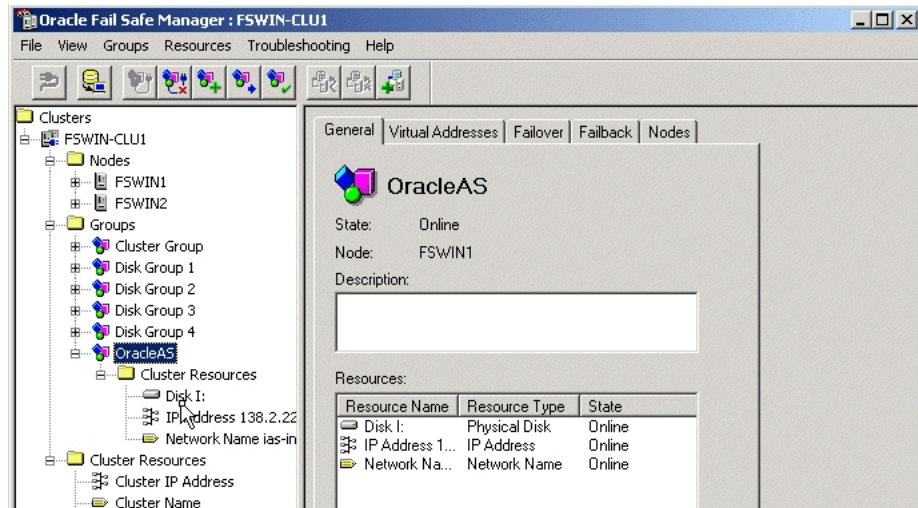 Oracle Fail Safe Manager : FSWIN-CLU1
File View Groups Resources Troubleshooting Help
Clusters
FSWIN-CLU1
Nodes
FSWIN1
FSWIN2
Groups
Cluster Group
Disk Group 1
Disk Group 2
Disk Group 3
Disk Group 4
OracleAS
Cluster Resources
Disk I:
IP Address 138.2.22
Network Name ias-in
Cluster Resources
Cluster IP Address
Cluster Name
General Virtual Addresses Failover Failback Nodes
OracleAS
State: Online
Node: FSWIN1
Description:
Resources:
Resource Name Resource Type State
Disk I: Physical Disk Online
IP Address 1... IP Address Online
Network Na... Network Name Online